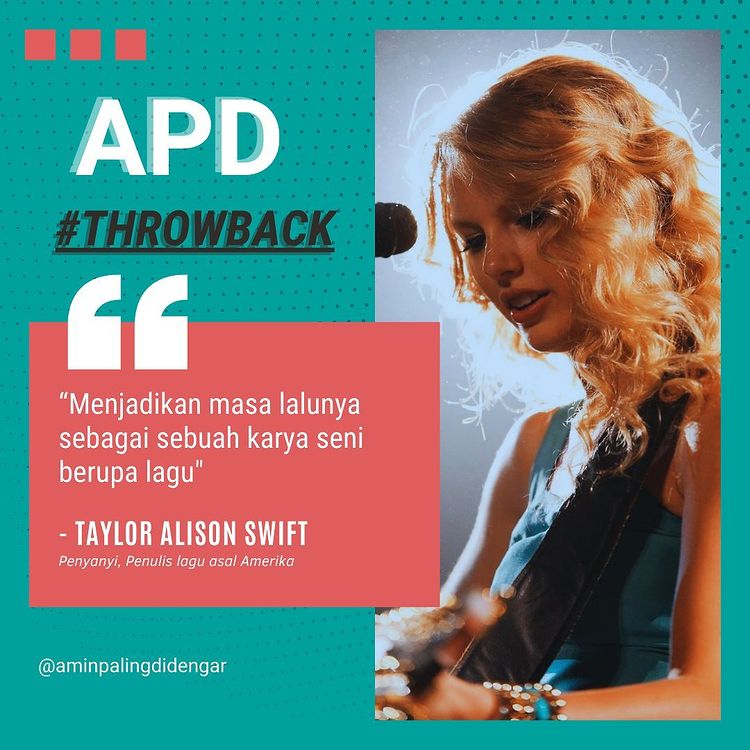 APD
#THROWBACK
“Menjadikan masa lalunya
sebagai sebuah karya seni
berupa lagu"
- TAYLOR ALISON SWIFT
Penyanyi, Penulis lagu asal Amerika
@aminpalingdidengar